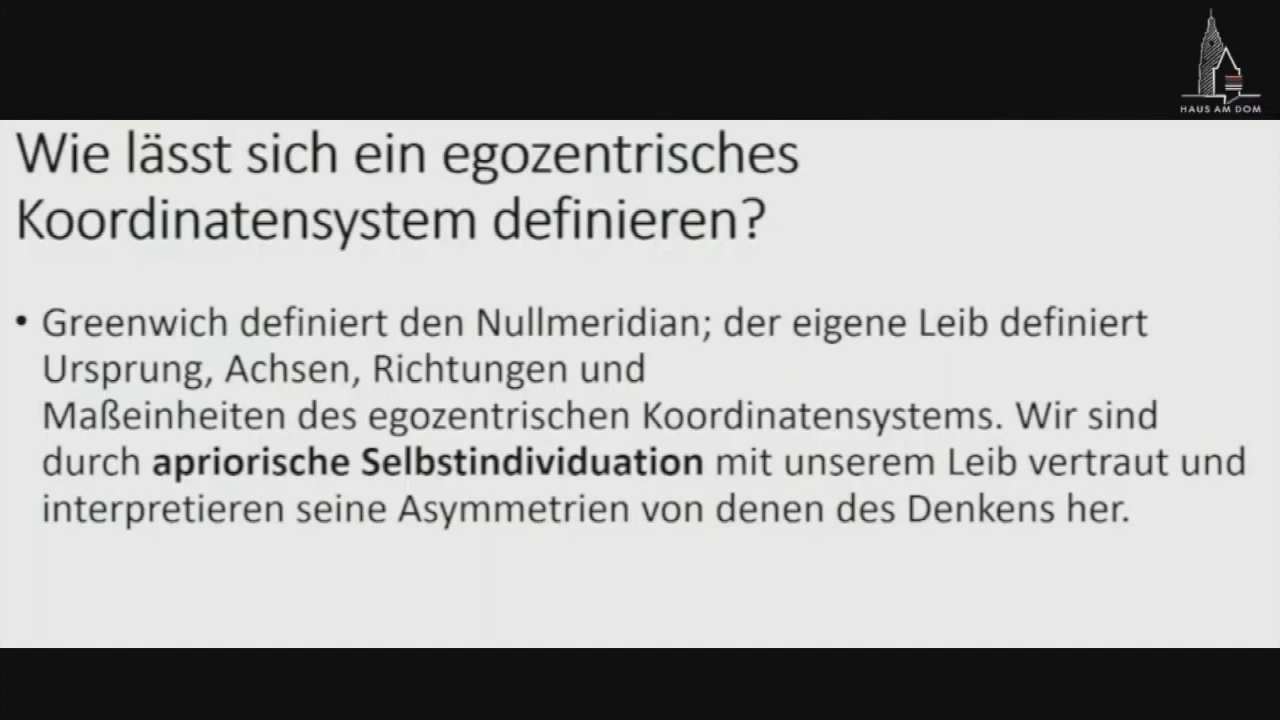 HAUS AM DOM
Wie lässt sich ein egozentrisches
Koordinatensystem definieren?
• Greenwich definiert den Nullmeridian; der eigene Leib definiert
Ursprung, Achsen, Richtungen und
Maßeinheiten des egozentrischen Koordinatensystems. Wir sind
durch apriorische Selbstindividuation mit unserem Leib vertraut und
interpretieren seine Asymmetrien von denen des Denkens her.